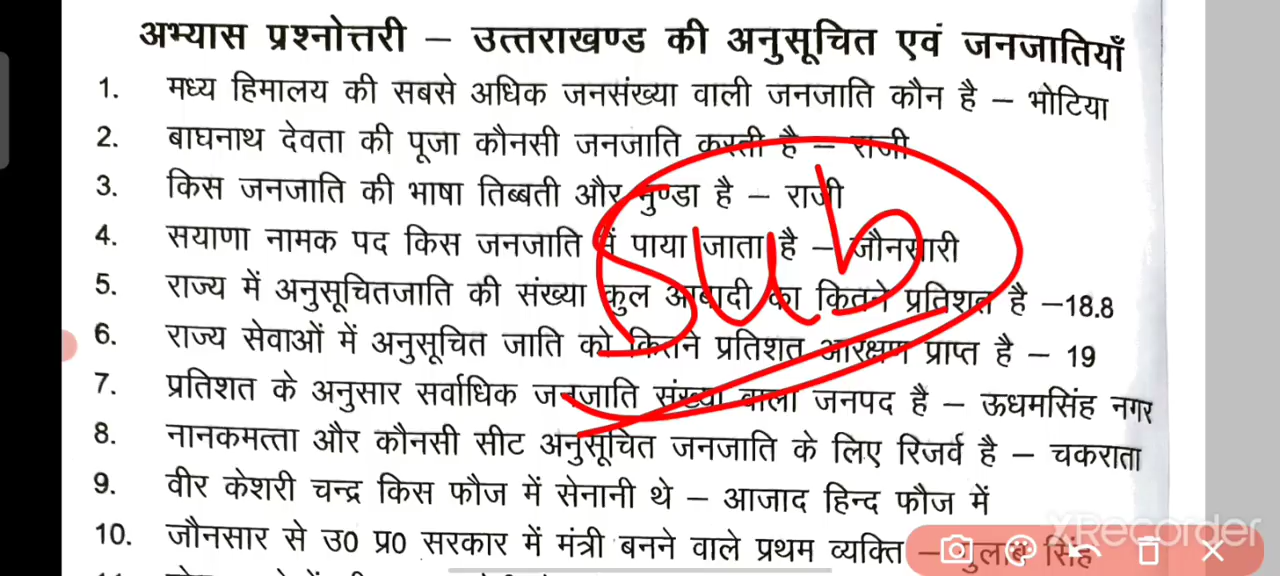 अभ्यास प्रश्नोत्तरी – उत्तराखण्ड की अनुसूचित एवं जनजातियाँ
1. मध्य हिमालय की सबसे अधिक जनसंख्या वाली जनजाति कौन है – भोटिया
2. बाघनाथ देवता की पूजा कौनसी जनजाति करती है – राजी
3. किस जनजाति की भाषा तिब्बती और मुण्डा है – राजी
4. सयाणा नामक पद किस जनजाति में पाया जाता है – जौनसारी
5. राज्य में अनुसूचितजाति की संख्या कुल आबादी का कितने प्रतिशत है –18.8
6. राज्य सेवाओं में अनुसूचित जाति को कितने प्रतिशत आरक्षण प्राप्त है – 19
7. प्रतिशत के अनुसार सर्वाधिक जनजाति संख्या वाला जनपद है – ऊधमसिंह नगर
8. नानकमत्ता और कौनसी सीट अनुसूचित जनजाति के लिए रिजर्व है – चकराता
9. वीर केशरी चन्द्र किस फौज में सेनानी थे – आजाद हिन्द फौज में
10. जौनसार से उ0 प्र0 सरकार में मंत्री बनने वाले प्रथम व्यक्ति – गुलाब सिंह
sub
XRecorder